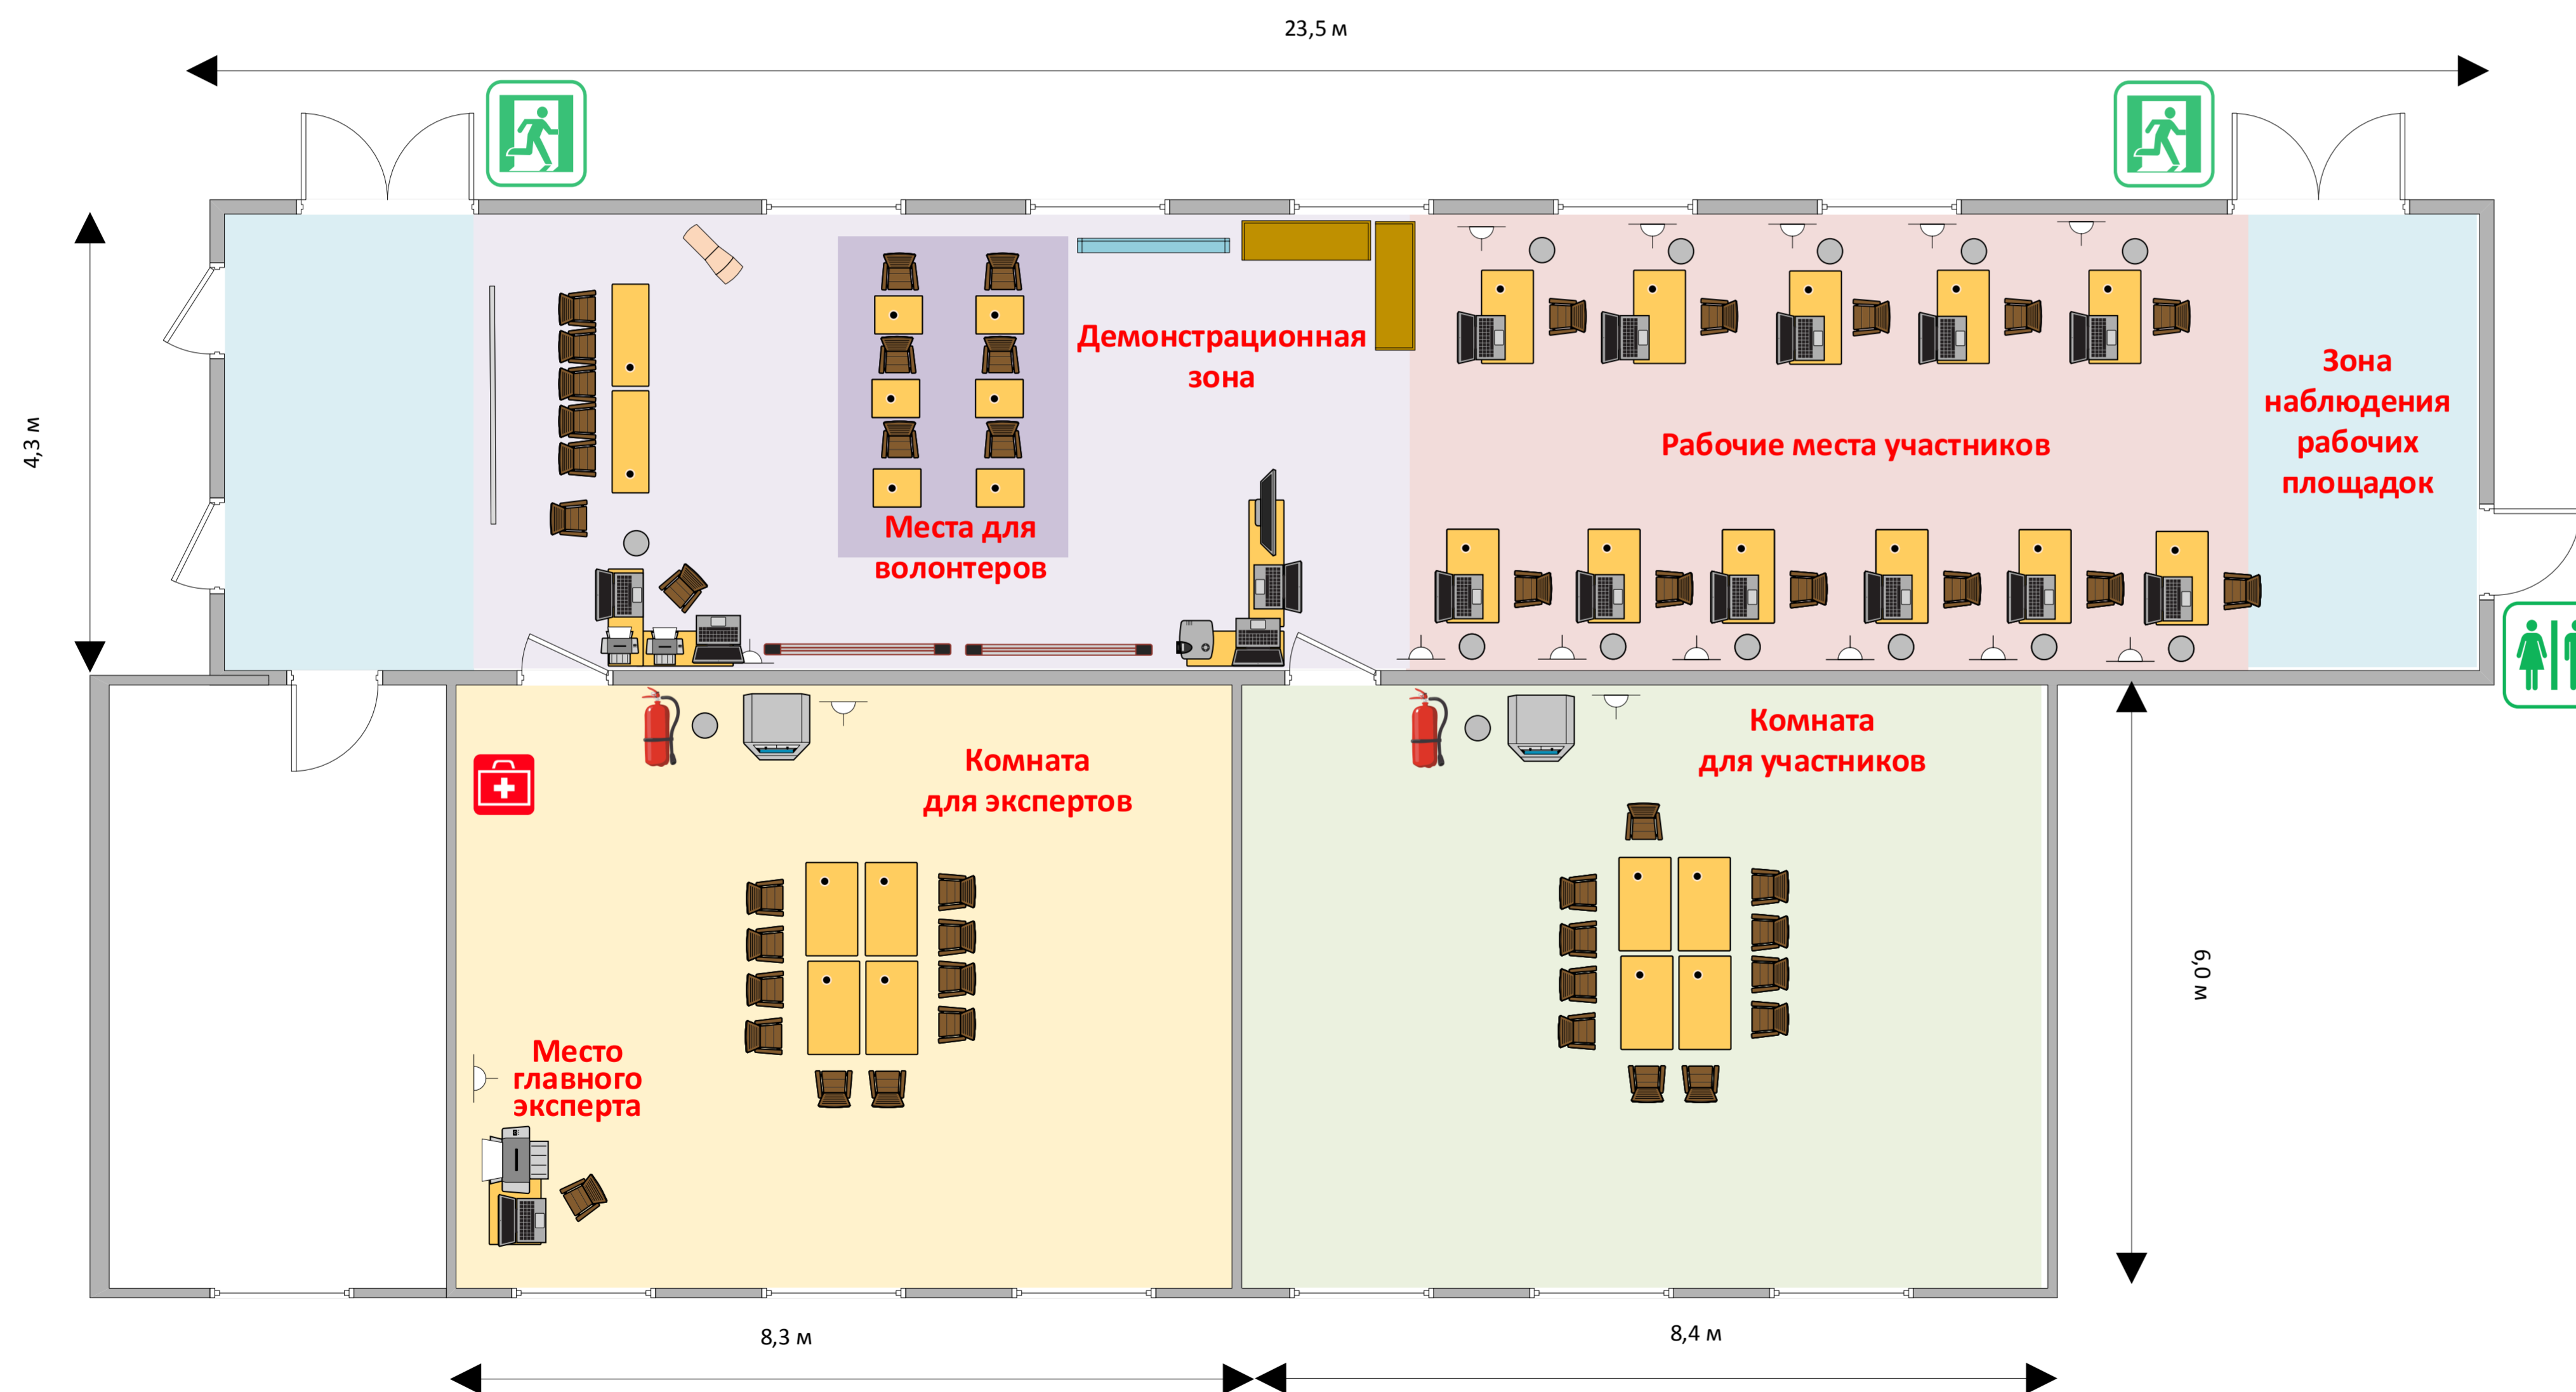 23,5 м
4,3 м
Демонстрационная
зона
Места для
волонтеров
Рабочие места участников
Зона
наблюдения
рабочих
площадок
Комната
для экспертов
Комната
для участников
Место
главного
эксперта
6,0 м
8,3 м
8,4 м